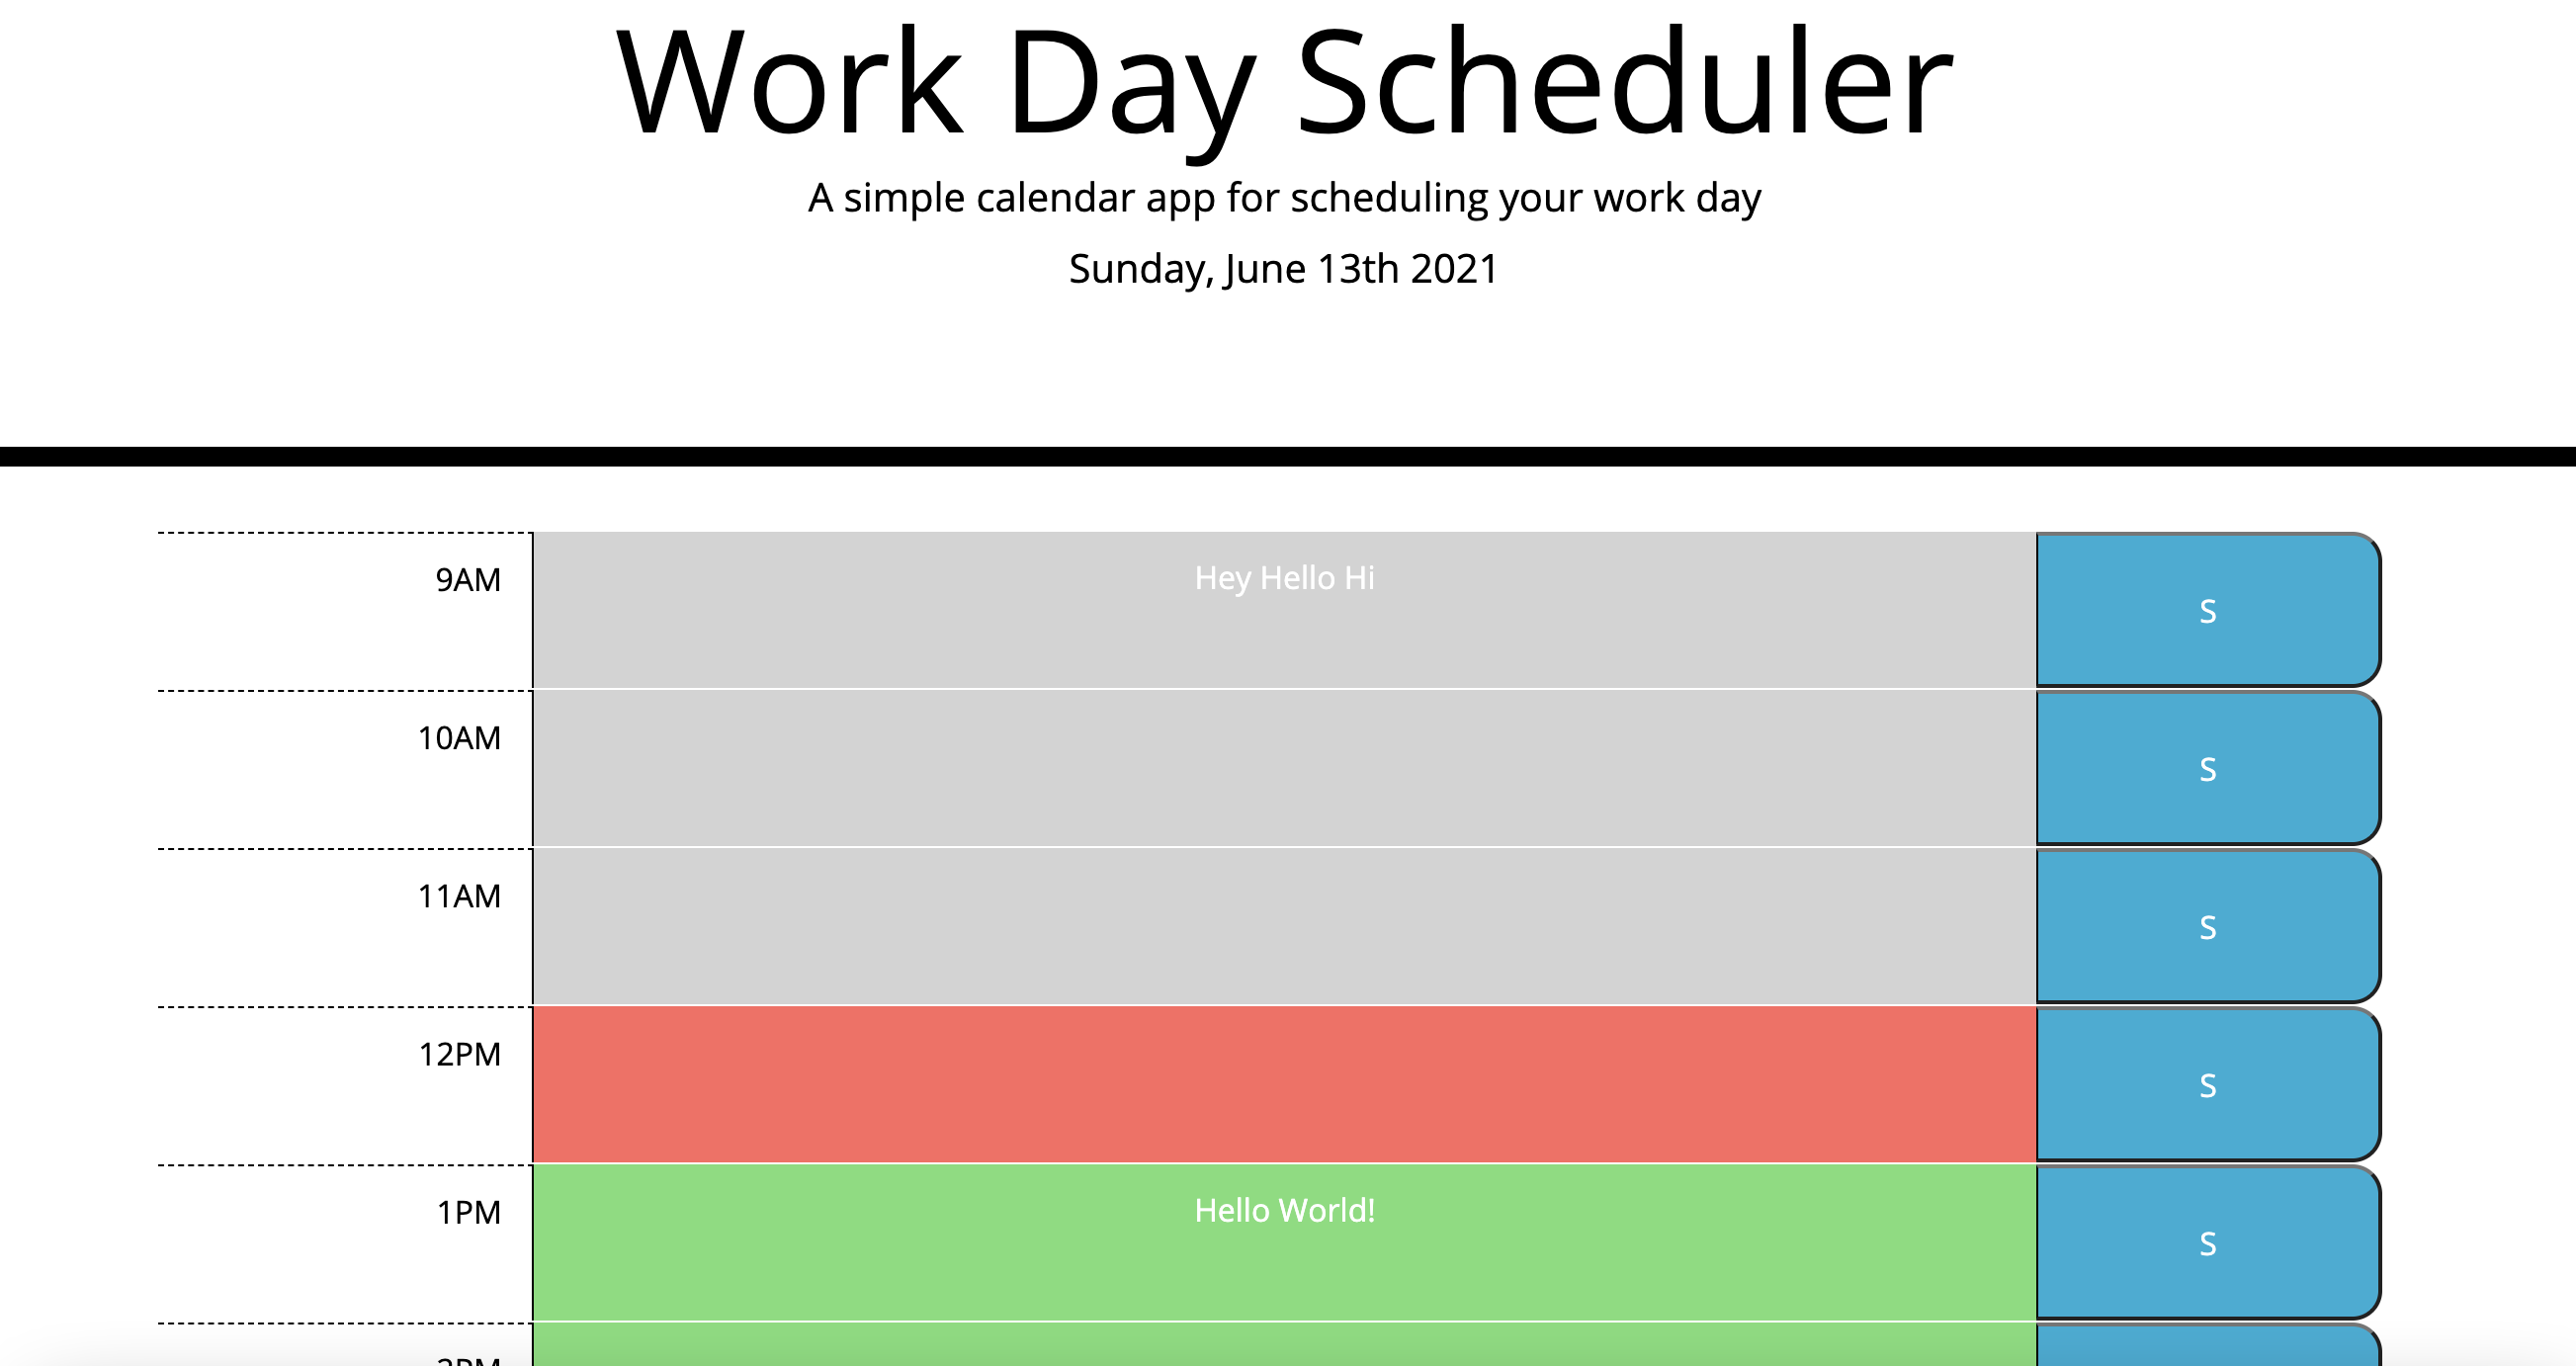 Work Day Scheduler
A simple calendar app for scheduling your work day
Sunday, June 13th 2021
9AM Hey Hello Hi S
10AM S
11AM S
12PM S
1PM Hello World! S